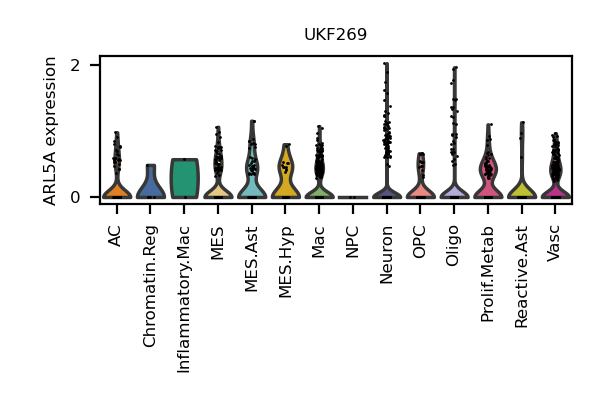 UKF269
ARL5A expression
2
0
AC
Chromatin.Reg
Inflammatory.Mac
MES
MES.Ast
MES.Hyp
Mac
NPC
Neuron
OPC
Oligo
Prolif.Metab
Reactive.Ast
Vasc